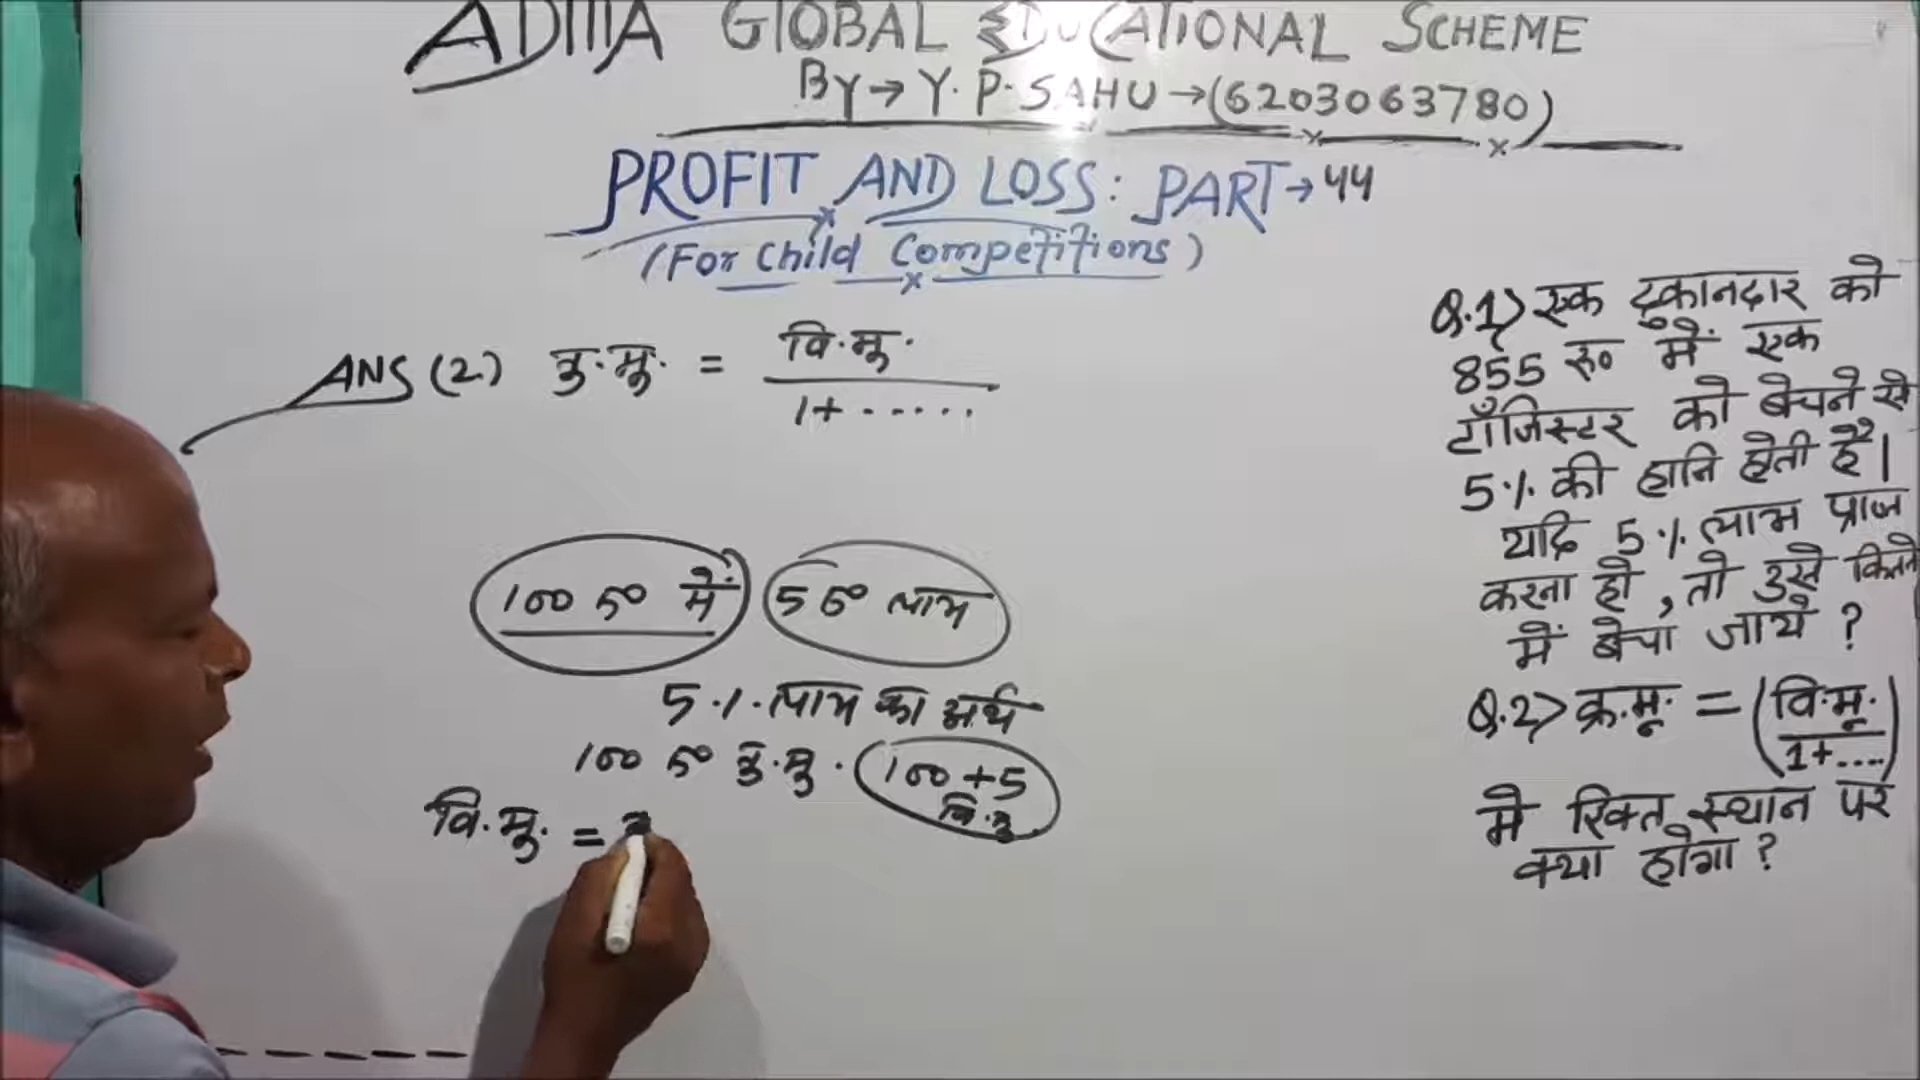 ADITYA GLOBAL EDUCATIONAL SCHEME
By → Y. P. SAHU → (6203063780)
PROFIT AND LOSS: PART → 44
(For Child Competitions)
ANS (2) क्र॰मू॰ = वि॰मू॰
1+ ......
100 रु० में 5 रु० लाभ
5% लाभ का अर्थ
100 रु० क्र॰मू॰ 100 + 5
वि॰मू
वि॰मू॰ =
Q.1> एक दुकानदार को
855 रु० में एक
ट्राँजिस्टर को बेचने से
5% की हानि होती है।
यदि 5% लाभ प्राप्त
करना हो, तो उसे कितने
में बेचा जाये ?
Q.2> क्र॰मू॰ = (वि॰मू॰
1+....)
में रिक्त स्थान पर
क्या होगा ?